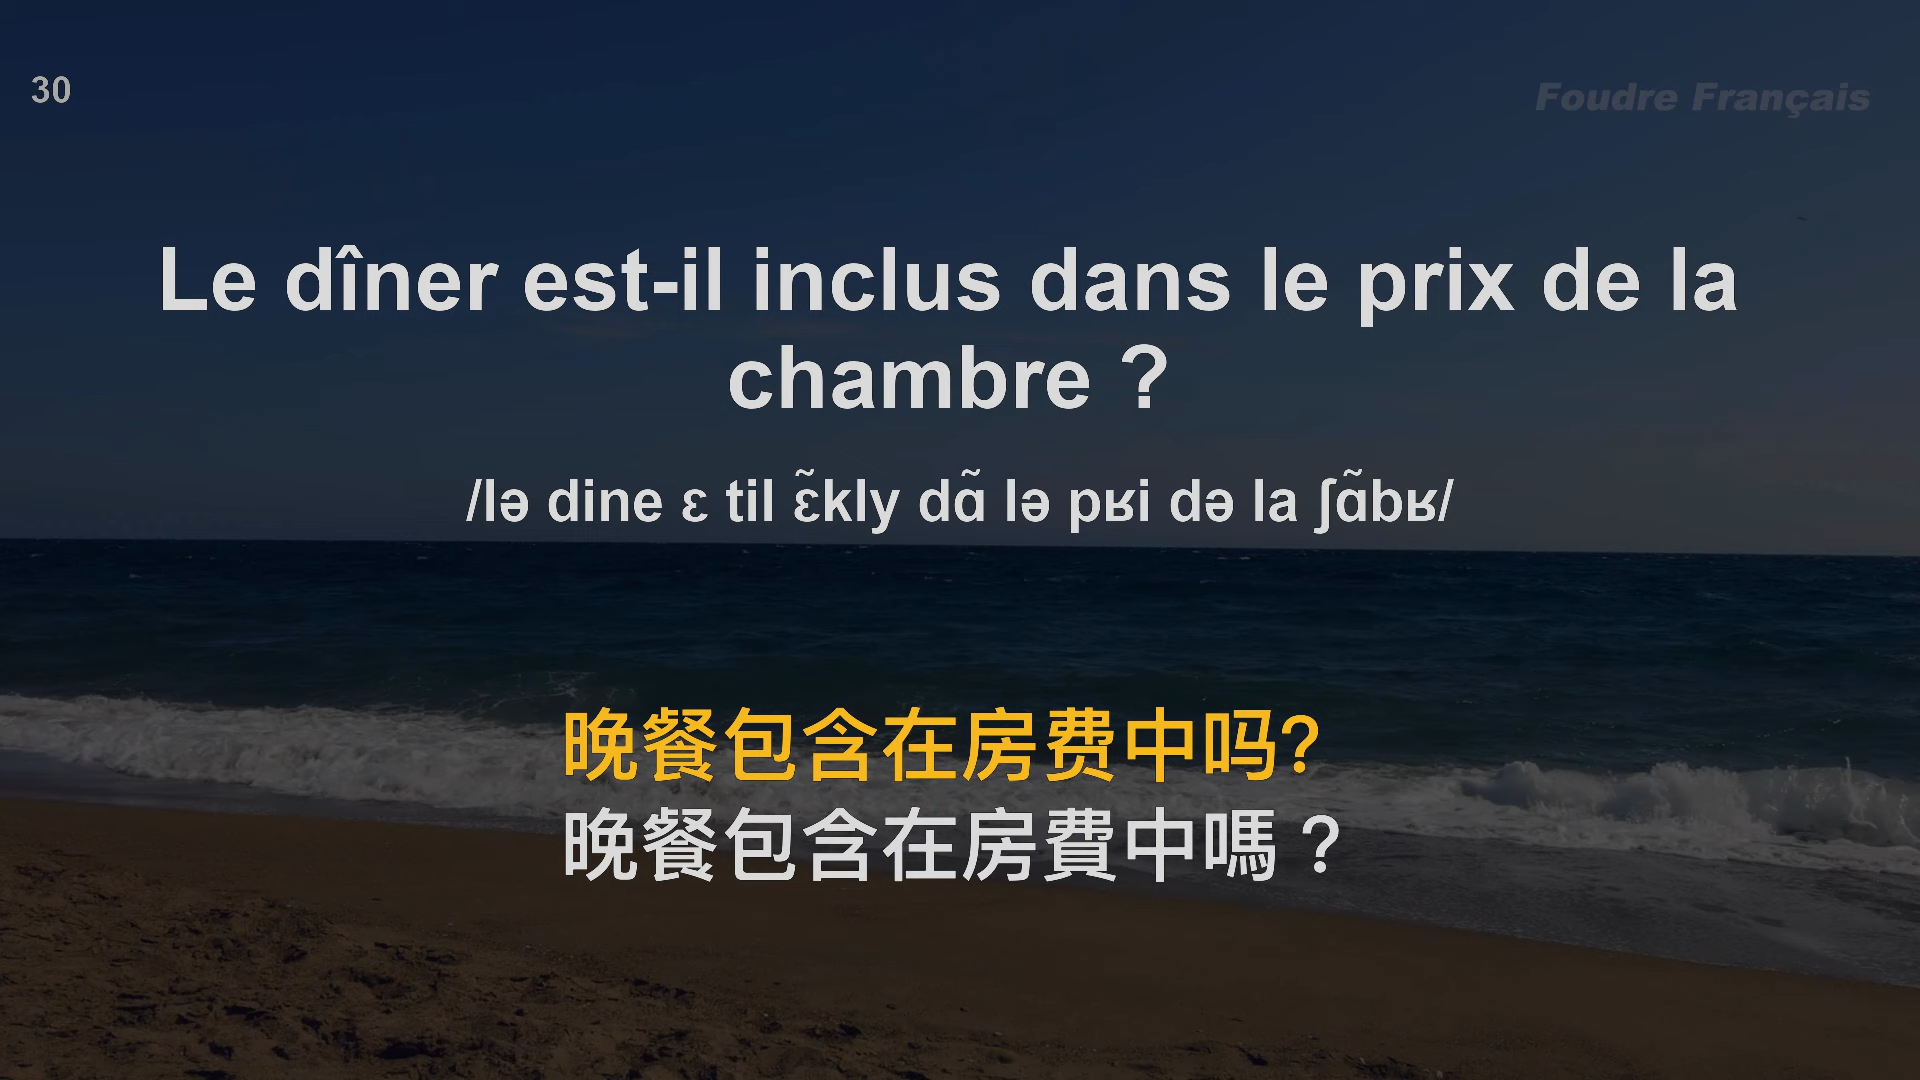 30
Foudre Français
Le dîner est-il inclus dans le prix de la
chambre ?
/lə dine ɛ til ɛ̃kly dɑ̃ lə pʁi də la ʃɑ̃bʁ/
晚餐包含在房费中吗?
晚餐包含在房費中嗎？